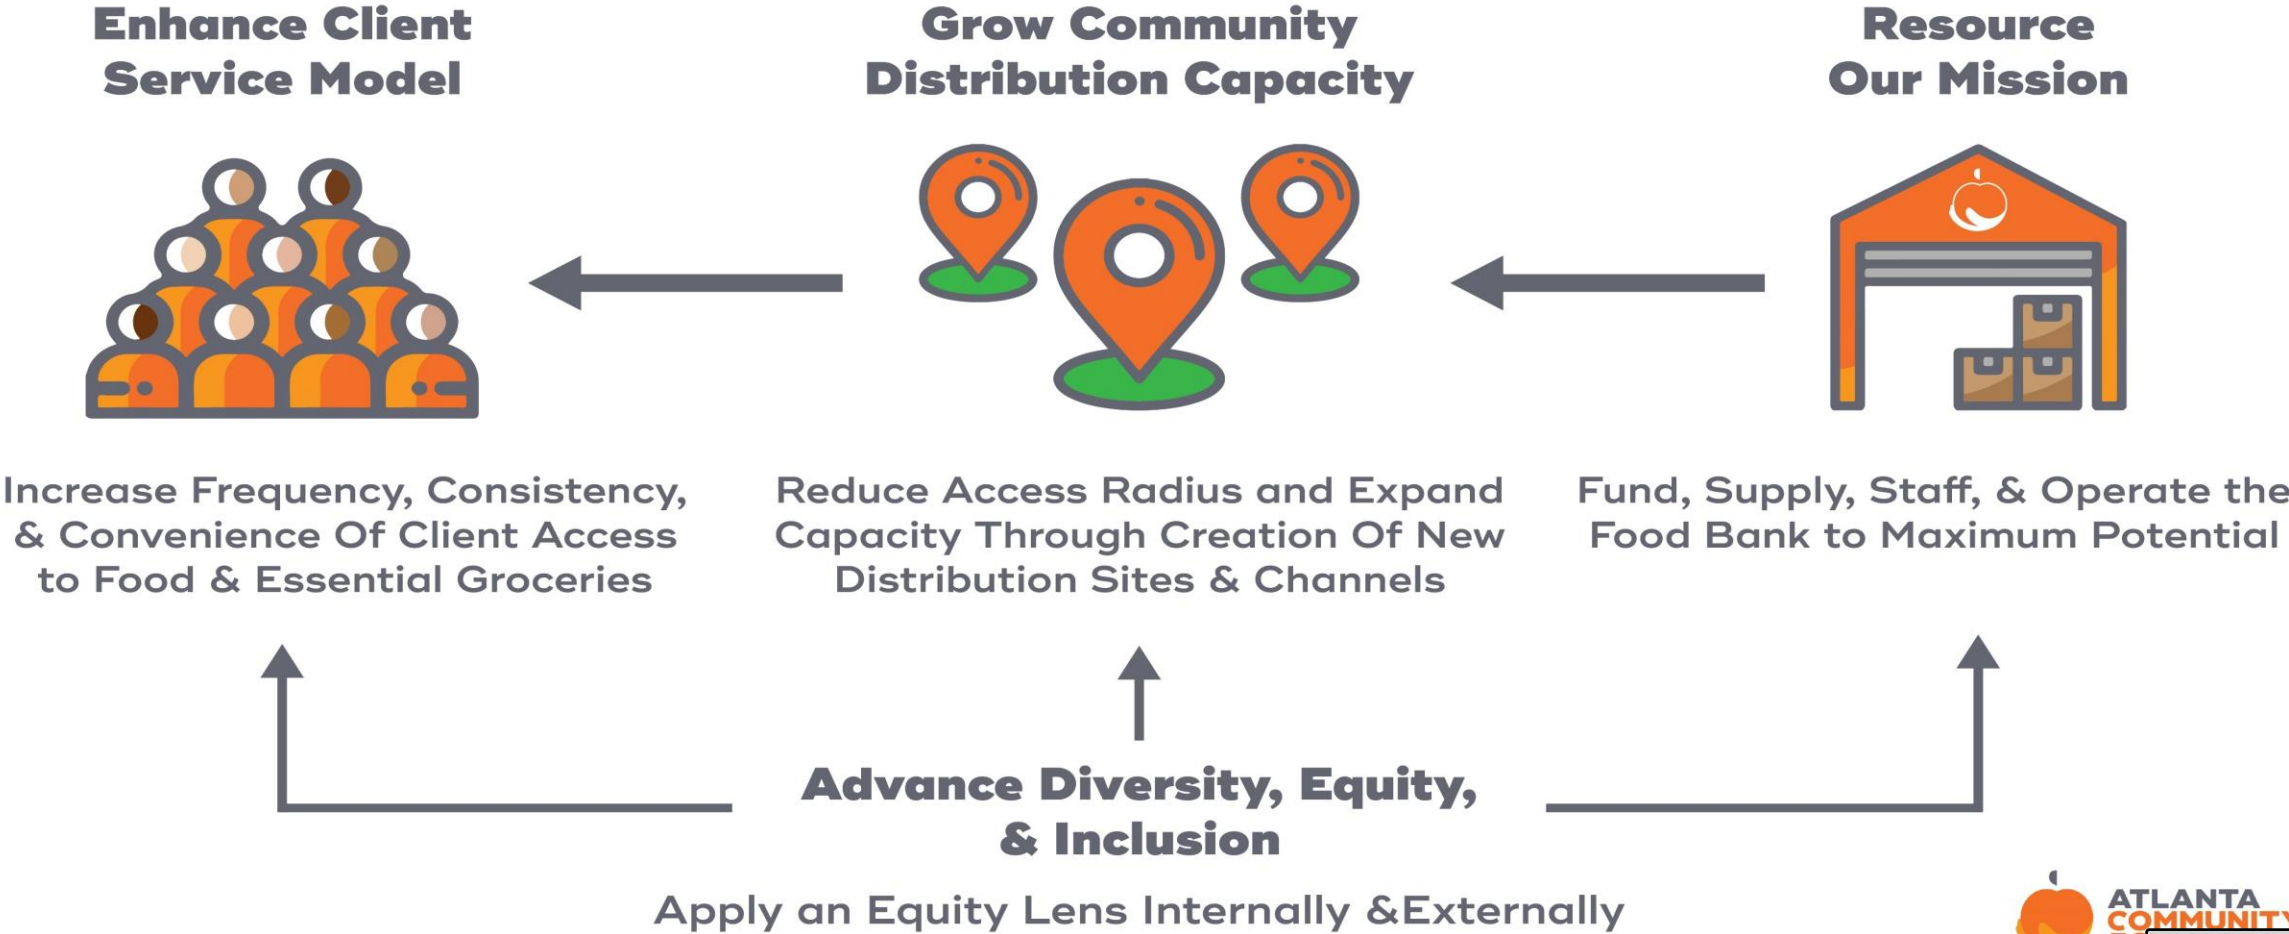 Enhance Client
Service Model
Grow Community
Distribution Capacity
Resource
Our Mission
Increase Frequency, Consistency,
& Convenience Of Client Access
to Food & Essential Groceries
Reduce Access Radius and Expand
Capacity Through Creation Of New
Distribution Sites & Channels
Fund, Supply, Staff, & Operate the
Food Bank to Maximum Potential
Advance Diversity, Equity,
& Inclusion
Apply an Equity Lens Internally &Externally
ATLANTA
COMMUNITY